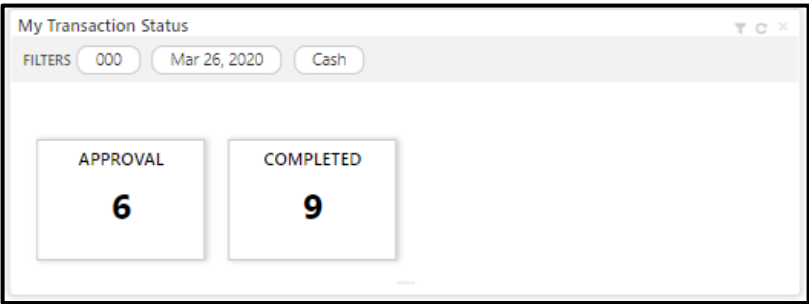 My Transaction Status
FILTERS 000 Mar 26, 2020 Cash
APPROVAL COMPLETED
6 9